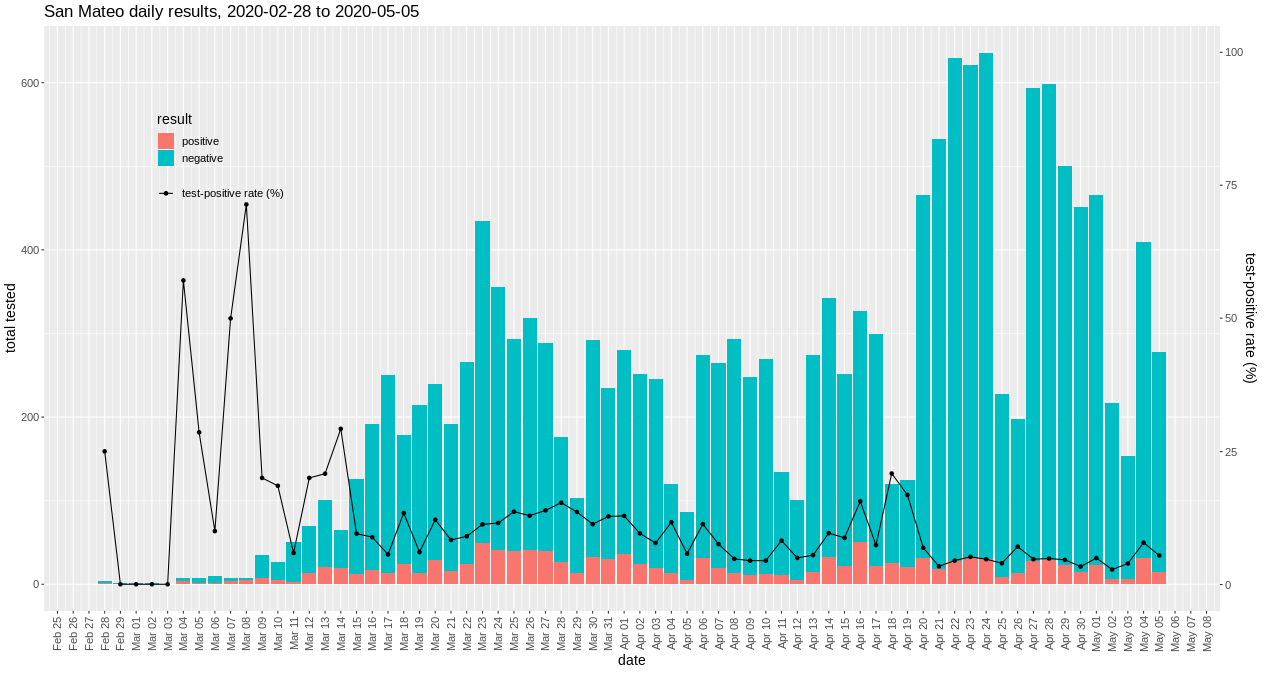 San Mateo daily results, 2020-02-28 to 2020-05-05
total tested
600
400
200
0
result
positive
negative
test-positive rate (%)
100
75
50
25
0
test-positive rate (%)
Feb 25
Feb 26
Feb 27
Feb 28
Feb 29
Mar 01
Mar 02
Mar 03
Mar 04
Mar 05
Mar 06
Mar 07
Mar 08
Mar 09
Mar 10
Mar 11
Mar 12
Mar 13
Mar 14
Mar 15
Mar 16
Mar 17
Mar 18
Mar 19
Mar 20
Mar 21
Mar 22
Mar 23
Mar 24
Mar 25
Mar 26
Mar 27
Mar 28
Mar 29
Mar 30
Mar 31
Apr 01
Apr 02
Apr 03
Apr 04
Apr 05
Apr 06
Apr 07
Apr 08
Apr 09
Apr 10
Apr 11
Apr 12
Apr 13
Apr 14
Apr 15
Apr 16
Apr 17
Apr 18
Apr 19
Apr 20
Apr 21
Apr 22
Apr 23
Apr 24
Apr 25
Apr 26
Apr 27
Apr 28
Apr 29
Apr 30
May 01
May 02
May 03
May 04
May 05
May 06
May 07
May 08
date